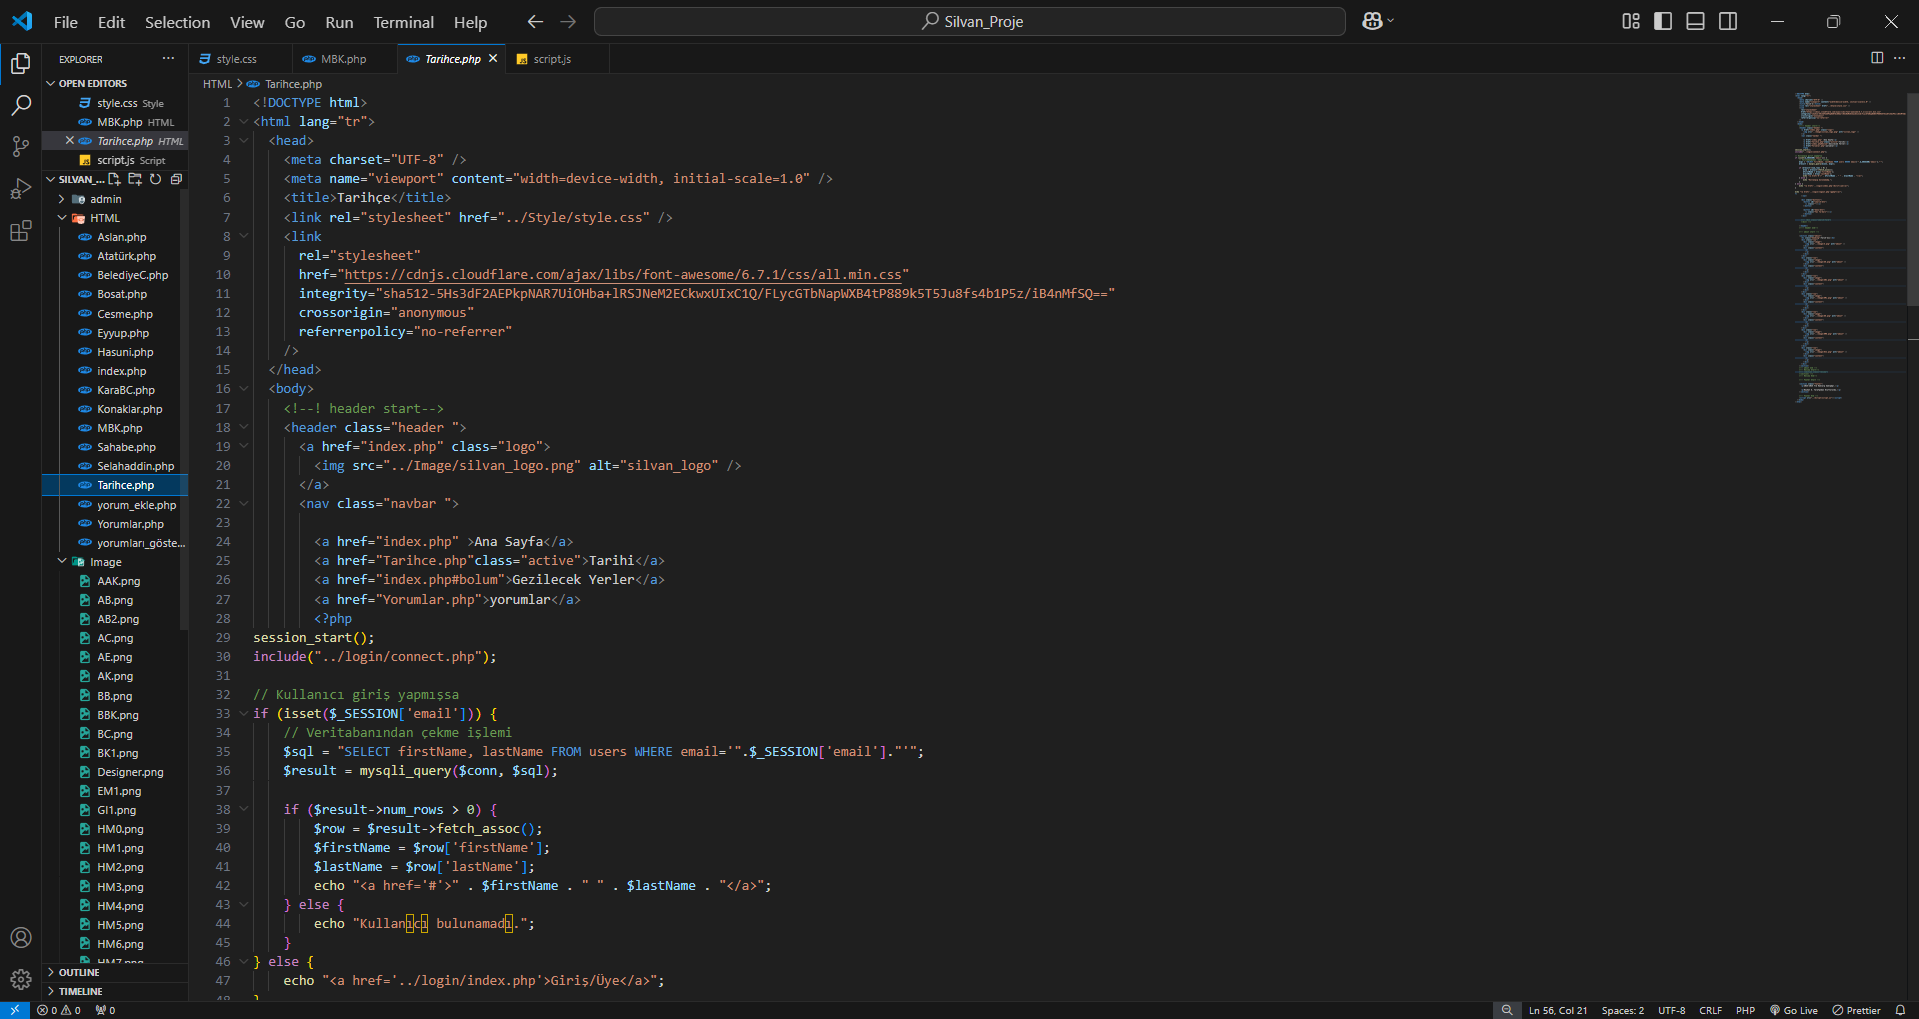 File Edit Selection View Go Run Terminal Help
Silvan_Proje
EXPLORER
OPEN EDITORS
style.css Style
MBK.php HTML
Tarihce.php HTML
script.js Script
SILVAN_...
admin
HTML
Aslan.php
Atatürk.php
BelediyeC.php
Bosat.php
Cesme.php
Eyyup.php
Hasuni.php
index.php
KaraBC.php
Konaklar.php
MBK.php
Sahabe.php
Selahaddin.php
Tarihce.php
yorum_ekle.php
Yorumlar.php
yorumları_göste...
Image
AAK.png
AB.png
AB2.png
AC.png
AE.png
AK.png
BB.png
BBK.png
BC.png
BK1.png
Designer.png
EM1.png
GI1.png
HM0.png
HM1.png
HM2.png
HM3.png
HM4.png
HM5.png
HM6.png
HM7.png
OUTLINE
TIMELINE
style.css MBK.php Tarihce.php script.js
HTML > Tarihce.php
1 <!DOCTYPE html>
2 <html lang="tr">
3 <head>
4 <meta charset="UTF-8" />
5 <meta name="viewport" content="width=device-width, initial-scale=1.0" />
6 <title>Tarihçe</title>
7 <link rel="stylesheet" href="../Style/style.css" />
8 <link
9 rel="stylesheet"
10 href="https://cdnjs.cloudflare.com/ajax/libs/font-awesome/6.7.1/css/all.min.css"
11 integrity="sha512-5Hs3dF2AEPkpNAR7UiOHba+lRSJNeM2ECkwxUIxC1Q/FLycGTbNapWXB4tP889k5T5Ju8fs4b1P5z/iB4nMfSQ=="
12 crossorigin="anonymous"
13 referrerpolicy="no-referrer"
14 />
15 </head>
16 <body>
17 <!--! header start-->
18 <header class="header ">
19 <a href="index.php" class="logo">
20 <img src="../Image/silvan_logo.png" alt="silvan_logo" />
21 </a>
22 <nav class="navbar ">
23
24 <a href="index.php" >Ana Sayfa</a>
25 <a href="Tarihce.php"class="active">Tarihi</a>
26 <a href="index.php#bolum">Gezilecek Yerler</a>
27 <a href="Yorumlar.php">yorumlar</a>
28 <?php
29 session_start();
30 include("../login/connect.php");
31
32 // Kullanıcı giriş yapmışsa
33 if (isset($_SESSION['email'])) {
34 // Veritabanından çekme işlemi
35 $sql = "SELECT firstName, lastName FROM users WHERE email='".$_SESSION['email']."'";
36 $result = mysqli_query($conn, $sql);
37
38 if ($result->num_rows > 0) {
39 $row = $result->fetch_assoc();
40 $firstName = $row['firstName'];
41 $lastName = $row['lastName'];
42 echo "<a href='#'>" . $firstName . " " . $lastName . "</a>";
43 } else {
44 echo "Kullanıcı bulunamadı.";
45 }
46 } else {
47 echo "<a href='../login/index.php'>Giriş/Üye</a>";
48 }
0 0 0 Ln 56, Col 21 Spaces: 2 UTF-8 CRLF PHP Go Live Prettier